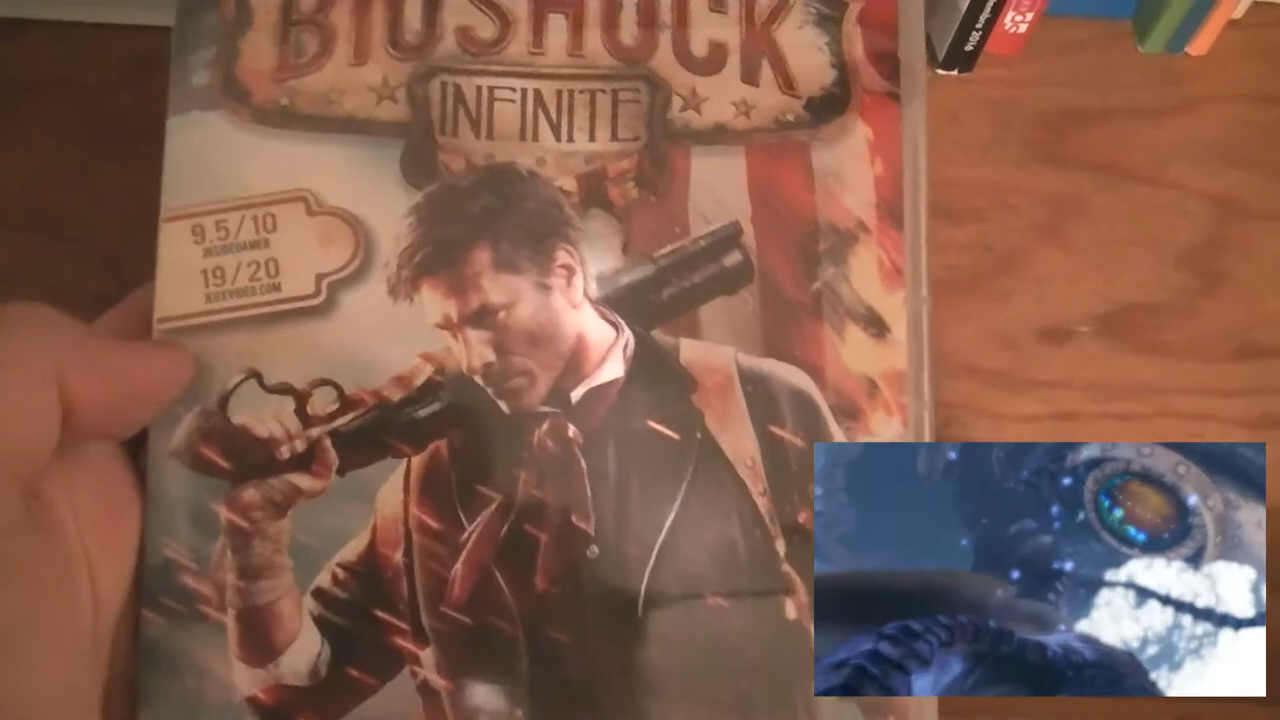 BIOSHOCK
INFINITE
9.5/10
INSIDEGAMER
19/20
JEUXVIDEO.COM